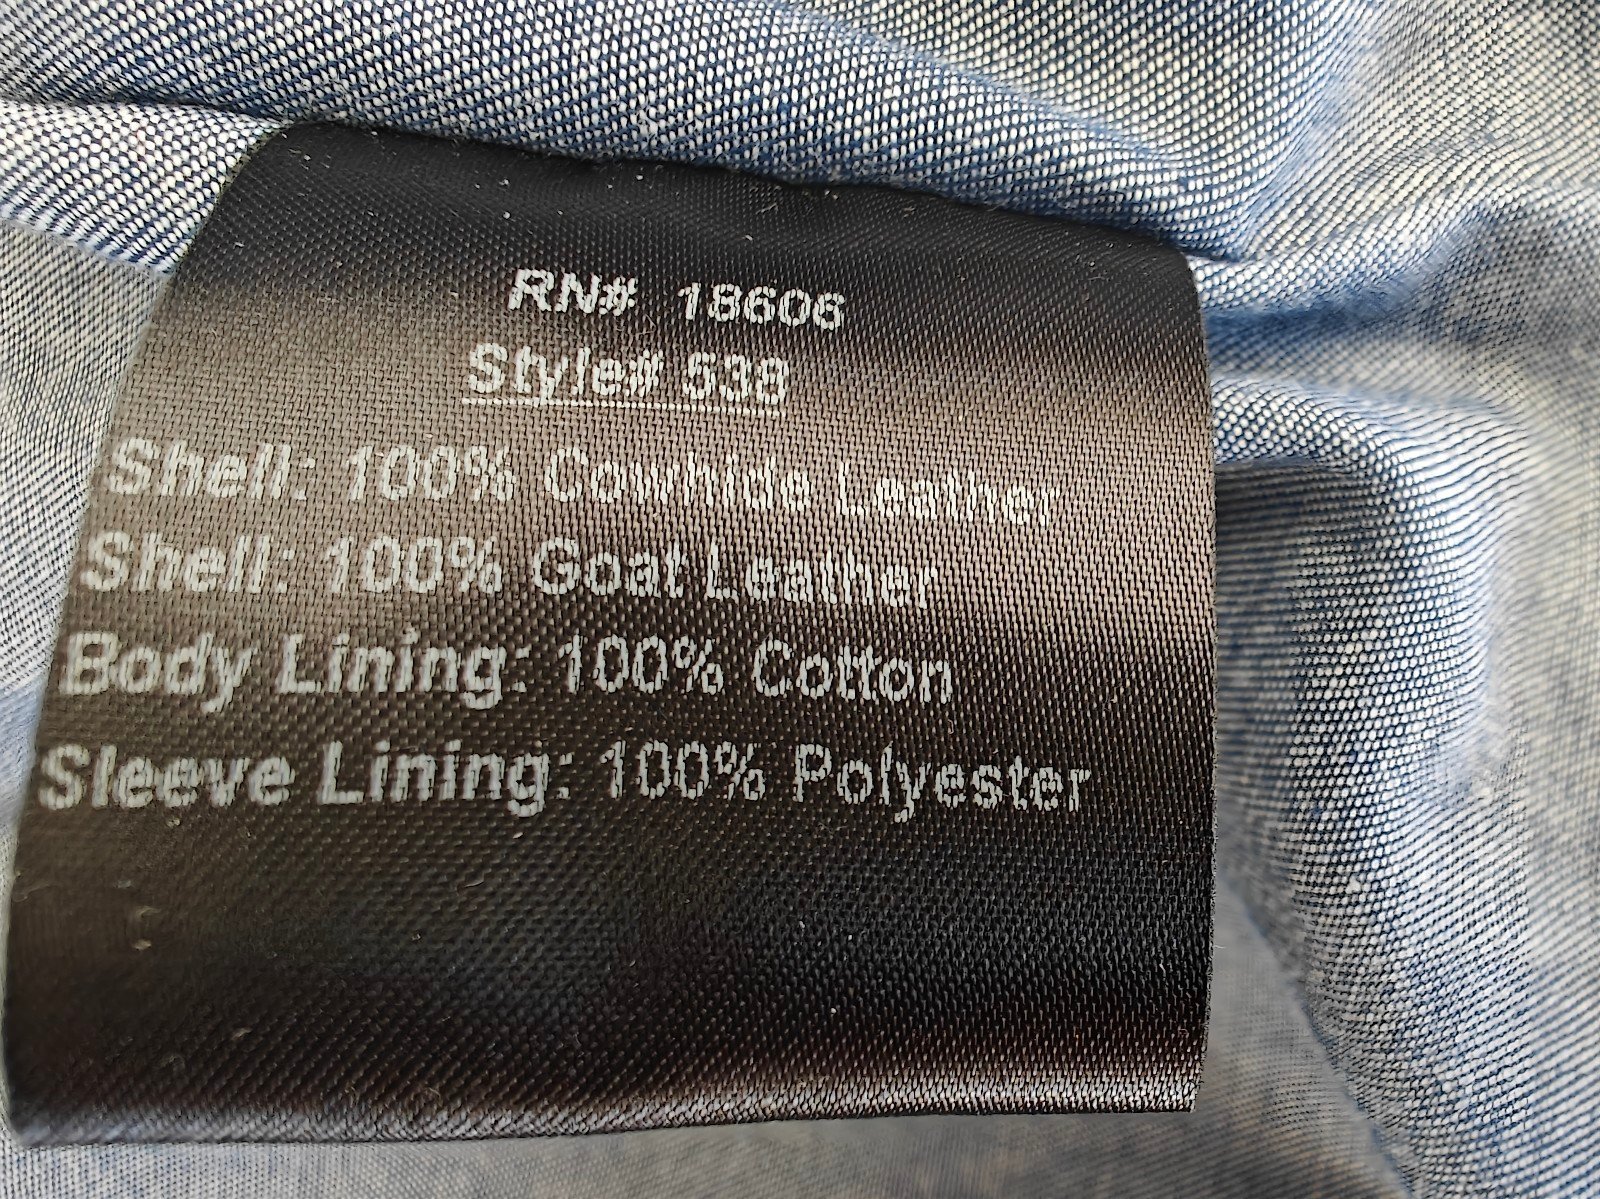 RN# 18606
Style# 538
Shell: 100% Cowhide Leather
Shell: 100% Goat Leather
Body Lining: 100% Cotton
Sleeve Lining: 100% Polyester